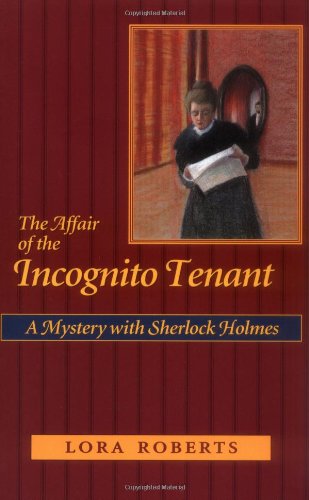 The Affair
of the
Incognito Tenant
A Mystery with Sherlock Holmes
LORA ROBERTS